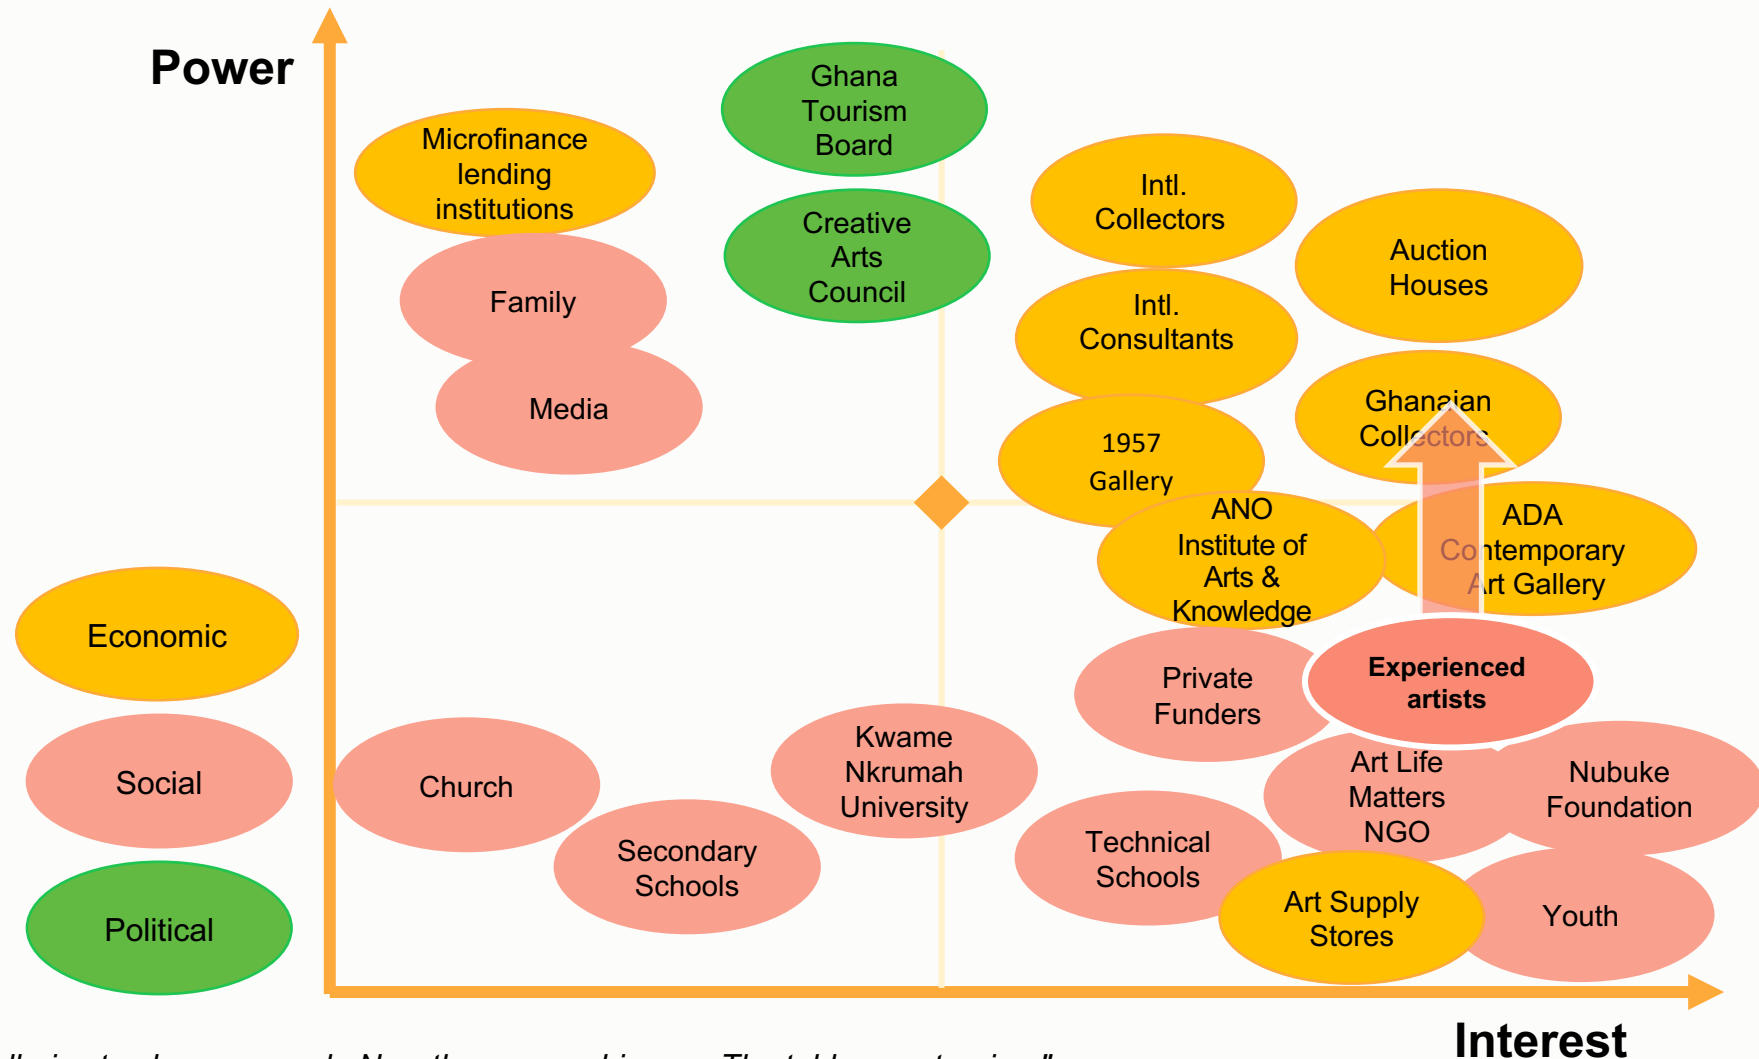 Power
Ghana
Tourism
Board
Microfinance
lending
institutions
Intl.
Collectors
Creative
Arts
Council
Auction
Houses
Family
Intl.
Consultants
Media
Ghanaian
Collectors
1957
Gallery
ANO
Institute of
Arts &
Knowledge
ADA
Contemporary
Art Gallery
Economic
Private
Funders
Experienced
artists
Social
Church
Kwame
Nkrumah
University
Art Life
Matters
NGO
Nubuke
Foundation
Secondary
Schools
Technical
Schools
Political
Art Supply
Stores
Youth
Interest